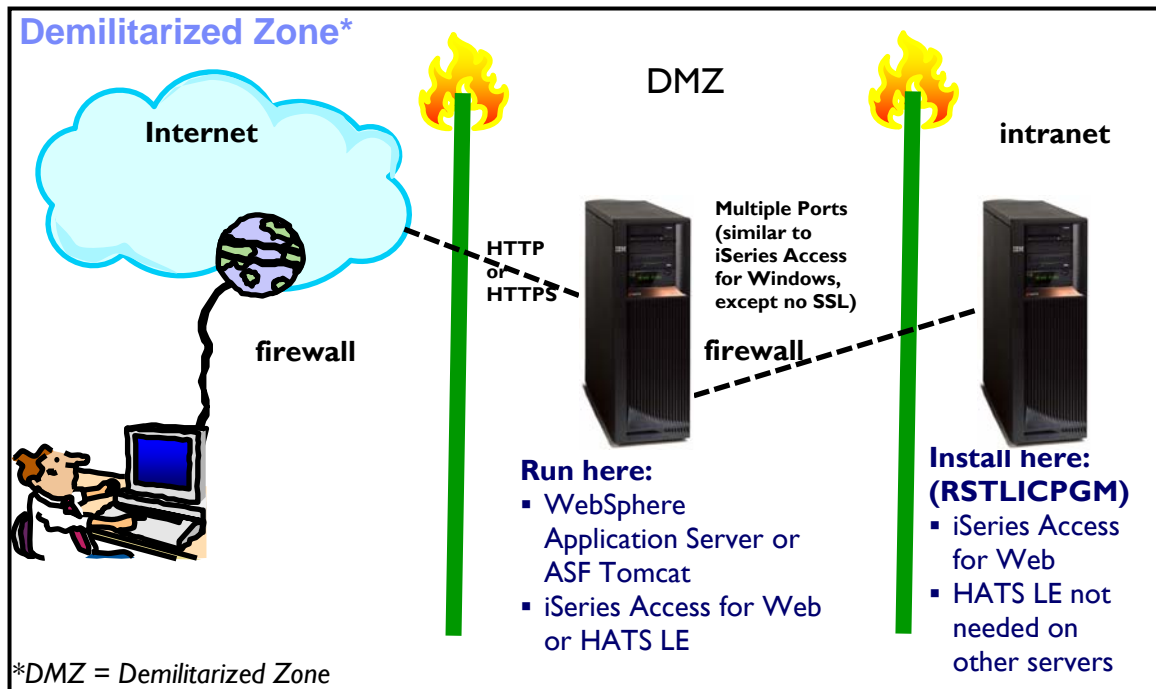 Demilitarized Zone*
DMZ
Internet
intranet
HTTP
or
HTTPS
Multiple Ports
(similar to
iSeries Access
for Windows,
except no SSL)
IBM
IBM
firewall
firewall
Run here:
▪ WebSphere
Application Server or
ASF Tomcat
▪ iSeries Access for Web
or HATS LE
Install here:
(RSTLICPGM)
▪ iSeries Access
for Web
▪ HATS LE not
needed on
other servers
*DMZ = Demilitarized Zone